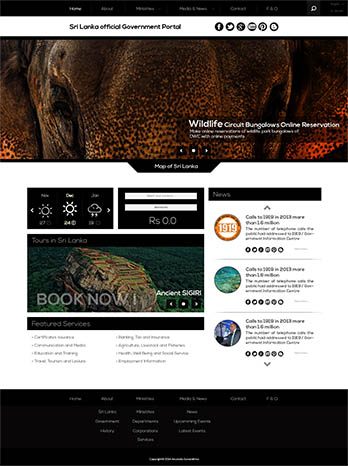 Home About Ministries Media & News Contact F & Q
Sri Lanka official Government Portal
Wildlife Circuit Bungalows Online Reservation
Make online reservations of wildlife park bungalows of
DWC with online payments
Map of Sri Lanka
Nov Dec Jan
27 24 19
Rs 0.0
News
Calls to 1919 in 2013 more
than 1.6 million
The number of telephone calls the
public had addressed to 1919 / Gov-
ernment Information Centre
1919
Calls to 1919 in 2013 more
than 1.6 million
The number of telephone calls the
public had addressed to 1919 / Gov-
ernment Information Centre
Calls to 1919 in 2013 more
than 1.6 million
The number of telephone calls the
public had addressed to 1919 / Gov-
ernment Information Centre
Tours in Sri Lanka
BOOK NOW !
Ancient SIGIRI
Featured Services
› Certificates Issuance
› Communication and Media
› Education and Training
› Travel, Tourism and Leisure
› Banking, Tax and Insurance
› Agriculture, Livestock and Fisheries
› Health, Well Being and Social Service
› Employment Information
Home About Ministries Media & News Contact F & Q
Sri Lanka Ministries News
Government Departments Upcomming Events
History Corporations Latest Events
Services